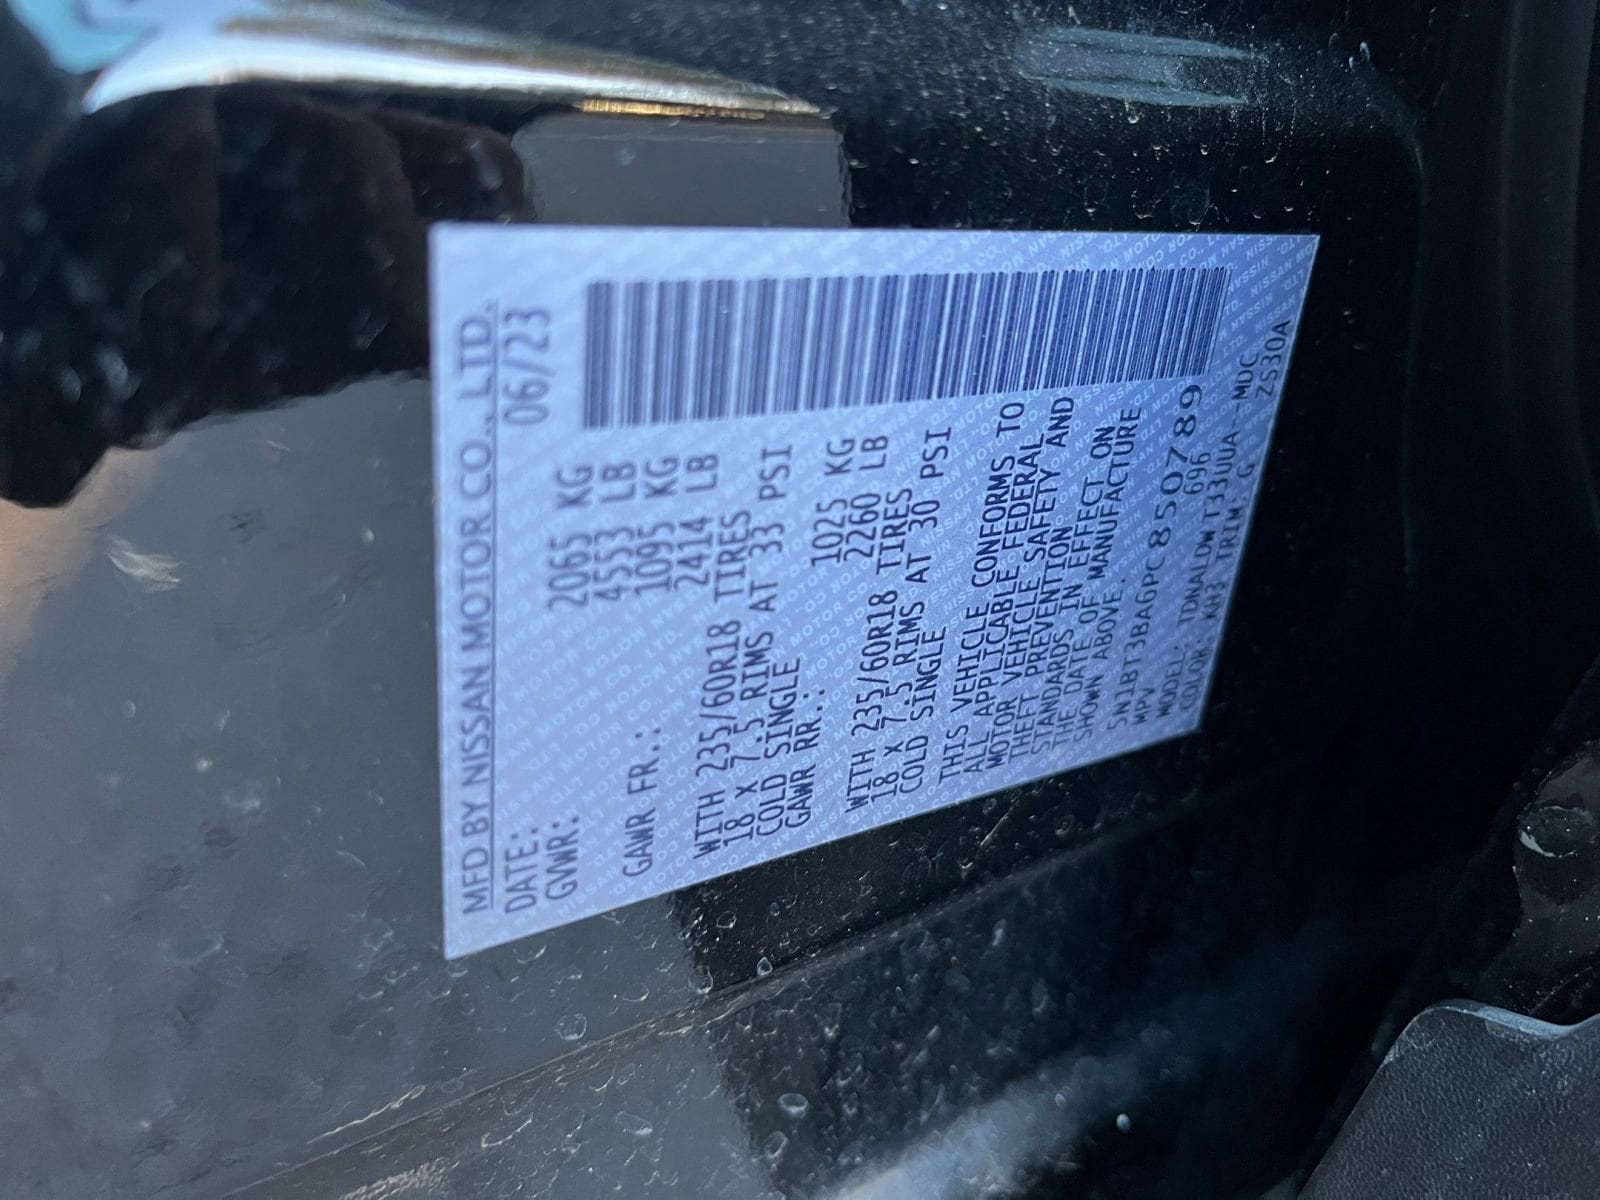 MFD BY NISSAN MOTOR CO., LTD.
DATE: 06/23
GVWR: 2065 KG
4553 LB
GAWR FR.: 1095 KG
2414 LB
WITH 235/60R18 TIRES
18 x 7.5 RIMS AT 33 PSI
COLD SINGLE
GAWR RR.: 1025 KG
2260 LB
WITH 235/60R18 TIRES
18 x 7.5 RIMS AT 30 PSI
COLD SINGLE
THIS VEHICLE CONFORMS TO
ALL APPLICABLE FEDERAL
MOTOR VEHICLE SAFETY AND
THEFT PREVENTION
STANDARDS IN EFFECT ON
THE DATE OF MANUFACTURE
SHOWN ABOVE.
5N1BT3BA6PC850789
MPV 696
MODEL: TDNALDWT33UUA--MDC
COLOR: KH3 TRIM: G ZS30A